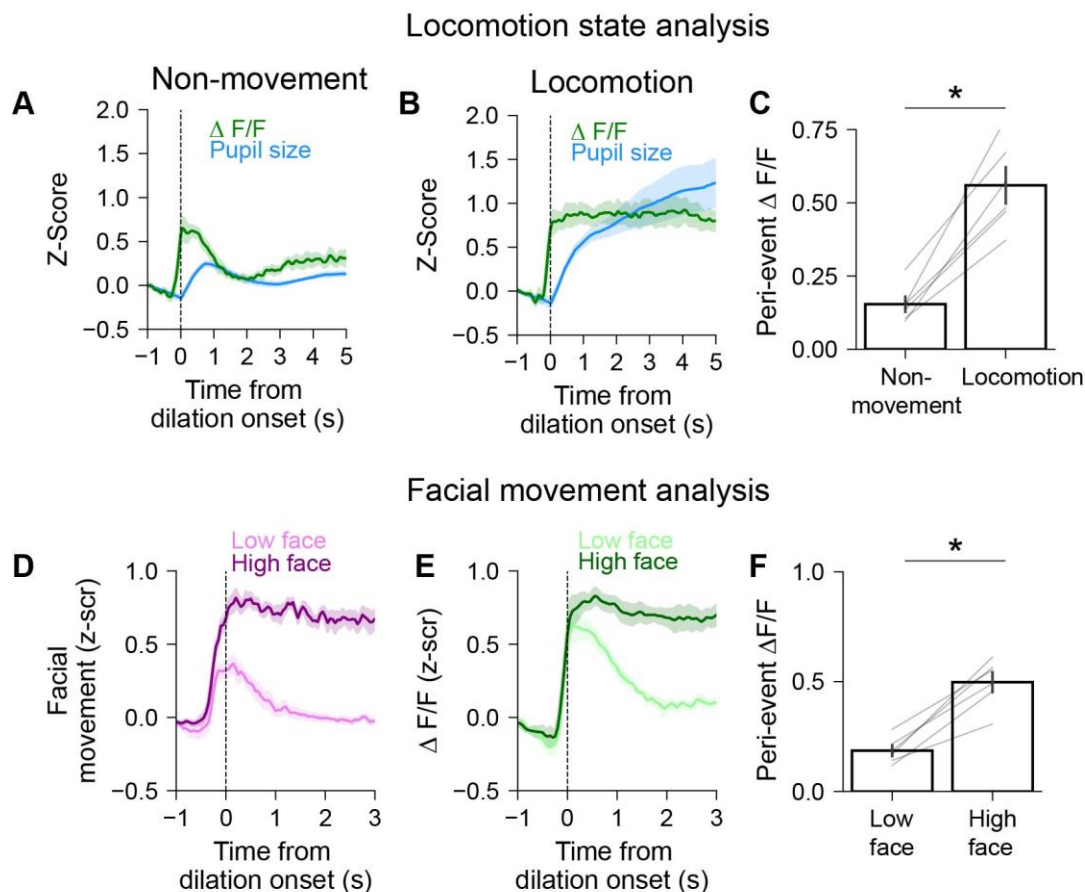 Locomotion state analysis
Non-movement
Locomotion
A
2.0
1.5
1.0
0.5
0.0
−0.5
Z-Score
Δ F/F
Pupil size
−1 0 1 2 3 4 5
Time from
dilation onset (s)
B
2.0
1.5
1.0
0.5
0.0
−0.5
Z-Score
Δ F/F
Pupil size
−1 0 1 2 3 4 5
Time from
dilation onset (s)
C
*
0.75
0.50
0.25
0.00
Peri-event Δ F/F
Non-
movement
Locomotion
Facial movement analysis
D
Low face
High face
1.0
0.5
0.0
−0.5
Facial
movement (z-scr)
−1 0 1 2 3
Time from
dilation onset (s)
E
Low face
High face
1.0
0.5
0.0
−0.5
Δ F/F (z-scr)
−1 0 1 2 3
Time from
dilation onset (s)
F
*
1.0
0.5
0.0
Peri-event ΔF/F
Low
face
High
face